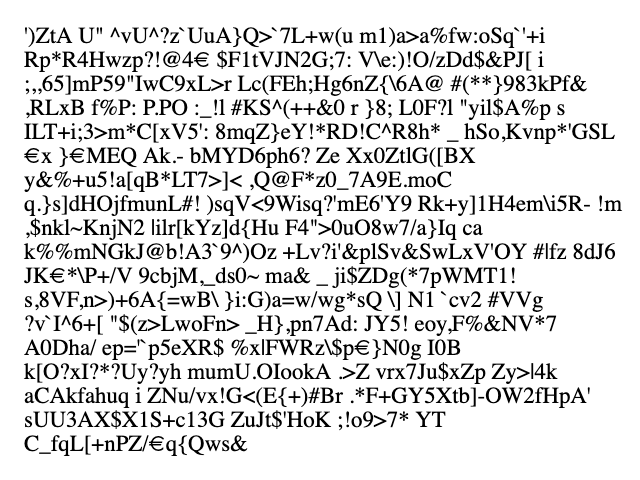 ')ZtA U" ^vU^?z`UuA}Q>`7L+w(u m1)a>a%fw:oSq`'+i
Rp*R4Hwzp?!@4€ $F1tVJN2G;7: V\e:)!O/zDd$&PJ[ i
;,,65]mP59"IwC9xL>r Lc(FEh;Hg6nZ{\6A@ #(**}983kPf&
,RLxB f%P: P.PO :_!l #KS^(++&0 r }8; L0F?l "yil$A%p s
ILT+i;3>m*C[xV5': 8mqZ}eY!*RD!C^R8h* _ hSo,Kvnp*'GSL
€x }€MEQ Ak.- bMYD6ph6? Ze Xx0ZtlG([BX
y&%+u5!a[qB*LT7>]< ,Q@F*z0_7A9E.moC
q.}s]dHOjfmunL#! )sqV<9Wisq?'mE6'Y9 Rk+y]1H4em\i5R- !m
,$nkl~KnjN2 |ilr[kYz]d{Hu F4">0uO8w7/a}Iq ca
k%%mNGkJ@b!A3`9^)Oz +Lv?i'&plSv&SwLxV'OY #|fz 8dJ6
JK€*\P+/V 9cbjM,_ds0~ ma& _ ji$ZDg(*7pWMT1!
s,8VF,n>)+6A{=wB\ }i:G)a=w/wg*sQ \] N1 `cv2 #VVg
?v`I^6+[ "$(z>LwoFn> _H},pn7Ad: JY5! eoy,F%&NV*7
A0Dha/ ep='`p5eXR$ %x|FWRz\$p€}N0g I0B
k[O?xI?*?Uy?yh mumU.OIookA .>Z vrx7Ju$xZp Zy>|4k
aCAkfahuq i ZNu/vx!G<(E{+)#Br .*F+GY5Xtb]-OW2fHpA'
sUU3AX$X1S+c13G ZuJt$'HoK ;!o9>7* YT
C_fqL[+nPZ/€q{Qws&